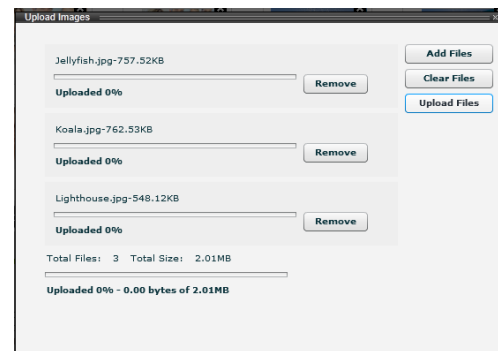 Upload Images
Add Files
Jellyfish.jpg-757.52KB
Remove
Clear Files
Uploaded 0%
Upload Files
Koala.jpg-762.53KB
Remove
Uploaded 0%
Lighthouse.jpg-548.12KB
Remove
Uploaded 0%
Total Files: 3 Total Size: 2.01MB
Uploaded 0% - 0.00 bytes of 2.01MB